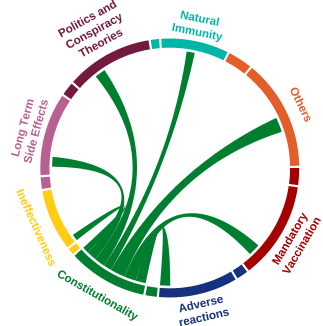 Politics and
Conspiracy
Theories
Natural
Immunity
Others
Mandatory
Vaccination
Adverse
reactions
Constitutionality
Ineffectiveness
Long Term
Side Effects